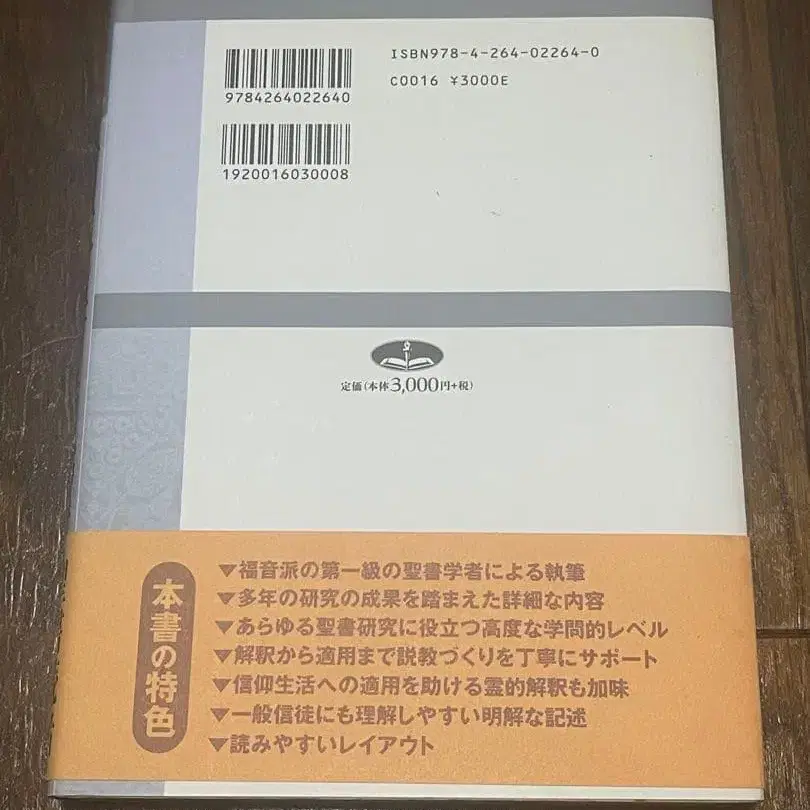 ISBN978-4-264-02264-0
9784264022640
C0016 ¥3000E
1920016030008
定価(本体3,000円+税)
本書の特色
▼福音派の第一級の聖書学者による執筆
▼多年の研究の成果を踏まえた詳細な内容
▼あらゆる聖書研究に役立つ高度な学問的レベル
▼解釈から適用まで説教づくりを丁寧にサポート
▼信仰生活への適用を助ける霊的解釈も加味
▼一般信徒にも理解しやすい明解な記述
▼読みやすいレイアウト